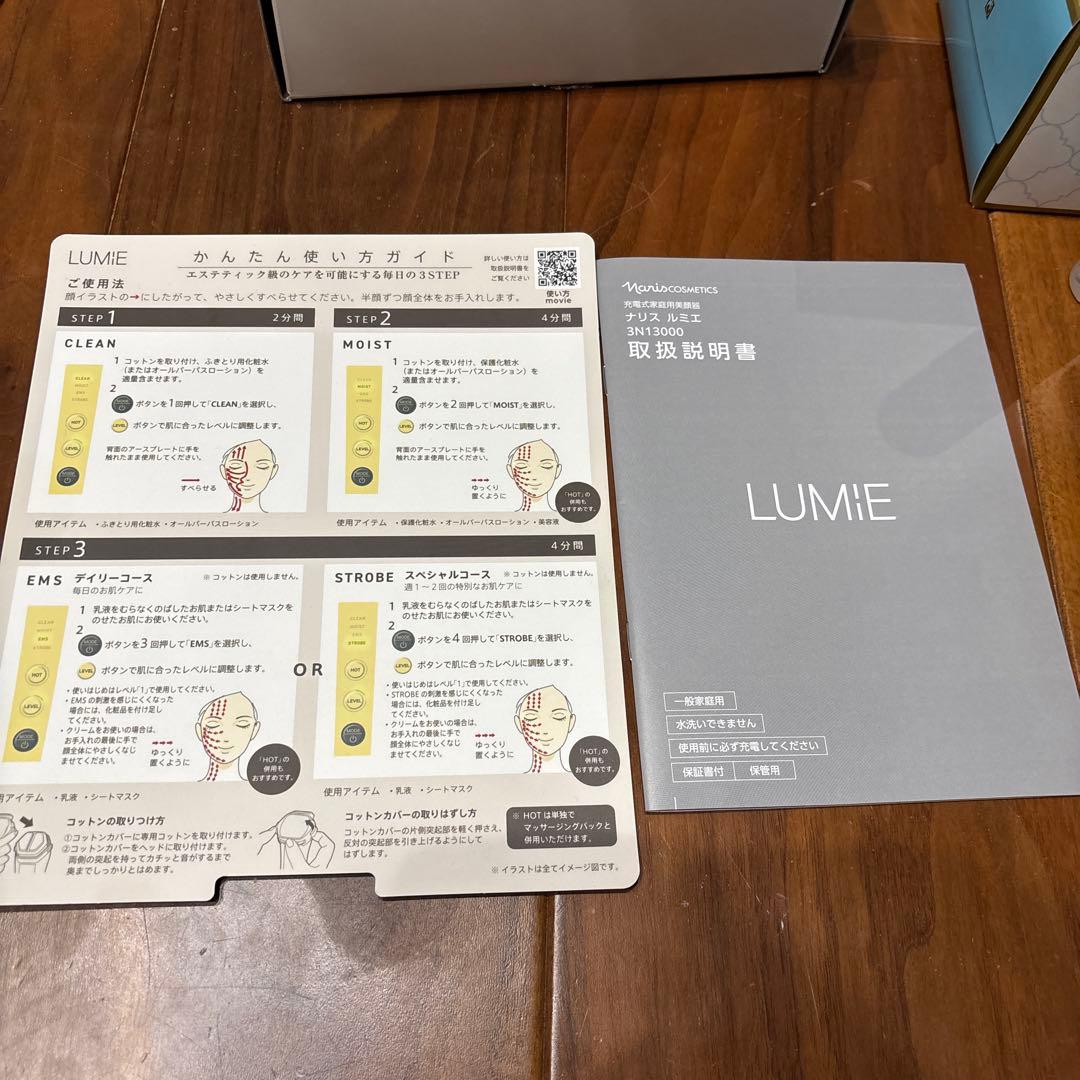 LUMIE
かんたん使い方ガイド
エステティック級のケアを可能にする毎日の3STEP
詳しい使い方は
取扱説明書を
ご覧ください
使い方
movie
ご使用法
顔イラストの→にしたがって、やさしくすべらせてください。半顔ずつ顔全体をお手入れします。
STEP1 2分間
CLEAN
1 コットンを取り付け、ふきとり用化粧水
(またはオールパーパスローション)を
適量含ませます。
2
MODE ボタンを1回押して「CLEAN」を選択し、
LEVEL ボタンで肌に合ったレベルに調整します。
背面のアースプレートに手を
触れたまま使用してください。
すべらせる
CLEAN
MOIST
EMS
STROBE
HOT
LEVEL
MODE
使用アイテム ・ふきとり用化粧水 ・オールパーパスローション
STEP2 4分間
MOIST
1 コットンを取り付け、保護化粧水
(またはオールパーパスローション)を
適量含ませます。
2
MODE ボタンを2回押して「MOIST」を選択し、
LEVEL ボタンで肌に合ったレベルに調整します。
背面のアースプレートに手を
触れたまま使用してください。
ゆっくり
置くように
「HOT」の
併用も
おすすめです。
CLEAN
MOIST
EMS
STROBE
HOT
LEVEL
MODE
使用アイテム ・保護化粧水 ・オールパーパスローション ・美容液
STEP3 4分間
EMS デイリーコース ※コットンは使用しません。
毎日のお肌ケアに
1 乳液をむらなくのばしたお肌またはシートマスクを
のせたお肌にお使いください。
2
MODE ボタンを3回押して「EMS」を選択し、
LEVEL ボタンで肌に合ったレベルに調整します。
・使いはじめはレベル「1」で使用してください。
・EMSの刺激を感じにくくなった
場合には、化粧品を付け足し
てください。
・クリームをお使いの場合は、
お手入れの最後に手で
顔全体にやさしくなじ
ませてください。
ゆっくり
置くように
「HOT」の
併用も
おすすめです。
CLEAN
MOIST
EMS
STROBE
HOT
LEVEL
MODE
用アイテム ・乳液 ・シートマスク
OR
STROBE スペシャルコース ※コットンは使用しません。
週1〜2回の特別なお肌ケアに
1 乳液をむらなくのばしたお肌またはシートマスクを
のせたお肌にお使いください。
2
MODE ボタンを4回押して「STROBE」を選択し、
LEVEL ボタンで肌に合ったレベルに調整します。
・使いはじめはレベル「1」で使用してください。
・STROBEの刺激を感じにくくなった
場合には、化粧品を付け足し
てください。
・クリームをお使いの場合は、
お手入れの最後に手で
顔全体にやさしくなじ
ませてください。
ゆっくり
置くように
「HOT」の
併用も
おすすめです。
CLEAN
MOIST
EMS
STROBE
HOT
LEVEL
MODE
使用アイテム ・乳液 ・シートマスク
コットンの取りつけ方
①コットンカバーに専用コットンを取り付けます。
②コットンカバーをヘッドに取り付けます。
両側の突起を持ってカチッと音がするまで
奥までしっかりとはめます。
コットンカバーの取りはずし方
コットンカバーの片側突起部を軽く押さえ、
反対の突起部を引き上げるようにして
はずします。
※ HOTは単独で
マッサージングパックと
併用いただけます。
※イラストは全てイメージ図です。
NarisCOSMETICS
充電式家庭用美顔器
ナリス ルミエ
3N13000
取扱説明書
LUMIE
一般家庭用
水洗いできません
使用前に必ず充電してください
保証書付
保管用